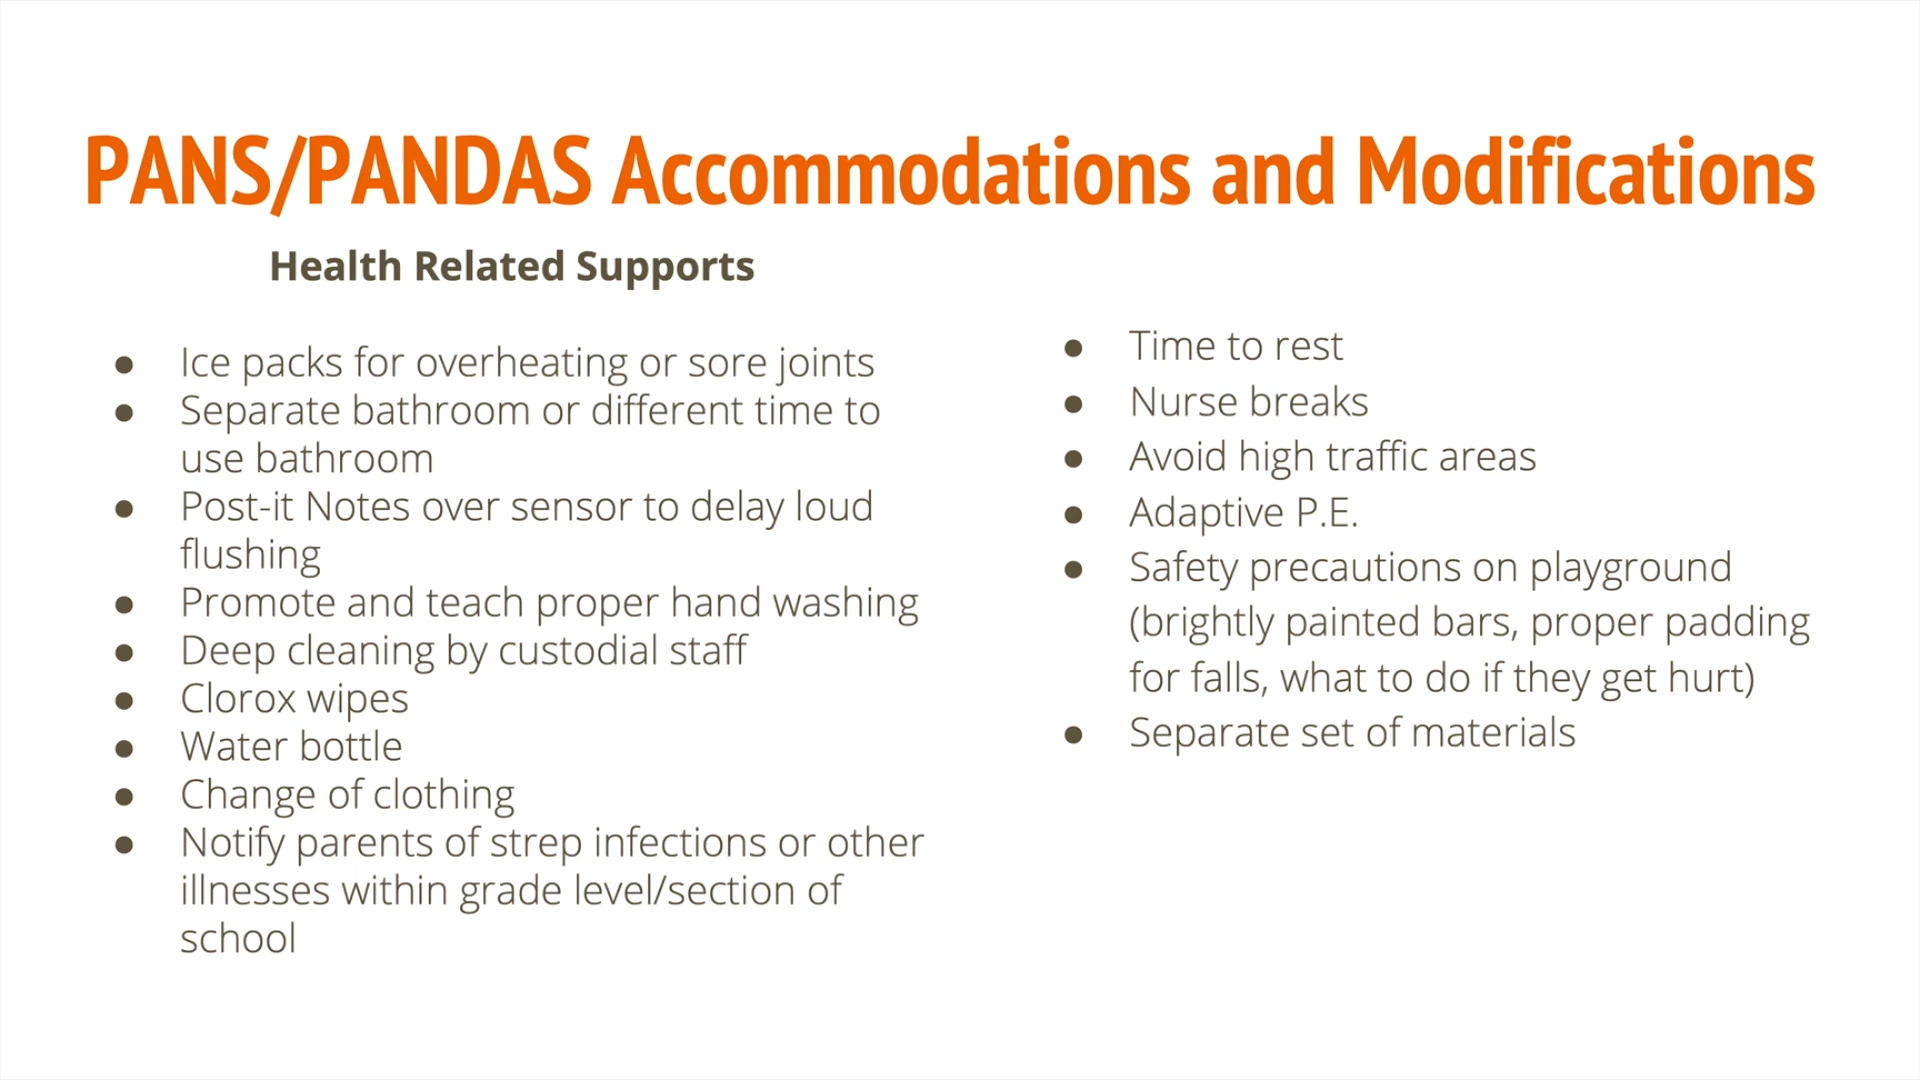 PANS/PANDAS Accommodations and Modifications
Health Related Supports
● Ice packs for overheating or sore joints
● Separate bathroom or different time to
use bathroom
● Post-it Notes over sensor to delay loud
flushing
● Promote and teach proper hand washing
● Deep cleaning by custodial staff
● Clorox wipes
● Water bottle
● Change of clothing
● Notify parents of strep infections or other
illnesses within grade level/section of
school
● Time to rest
● Nurse breaks
● Avoid high traffic areas
● Adaptive P.E.
● Safety precautions on playground
(brightly painted bars, proper padding
for falls, what to do if they get hurt)
● Separate set of materials